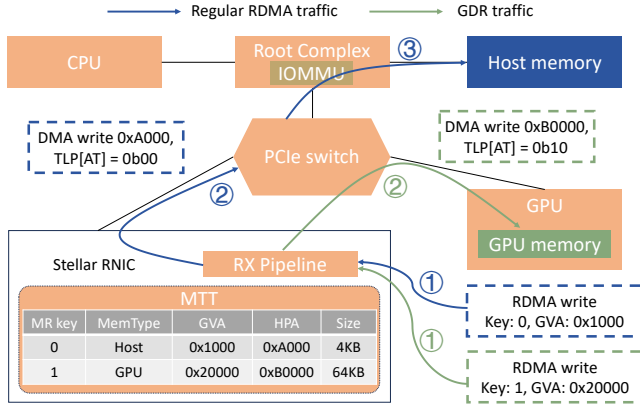 Regular RDMA traffic
GDR traffic
CPU
Root Complex
IOMMU
③
Host memory
DMA write 0xA000,
TLP[AT] = 0b00
PCIe switch
DMA write 0xB0000,
TLP[AT] = 0b10
②
②
GPU
GPU memory
Stellar RNIC
RX Pipeline
①
RDMA write
Key: 0, GVA: 0x1000
①
RDMA write
Key: 1, GVA: 0x20000
MTT
MR key MemType GVA HPA Size
0 Host 0x1000 0xA000 4KB
1 GPU 0x20000 0xB0000 64KB